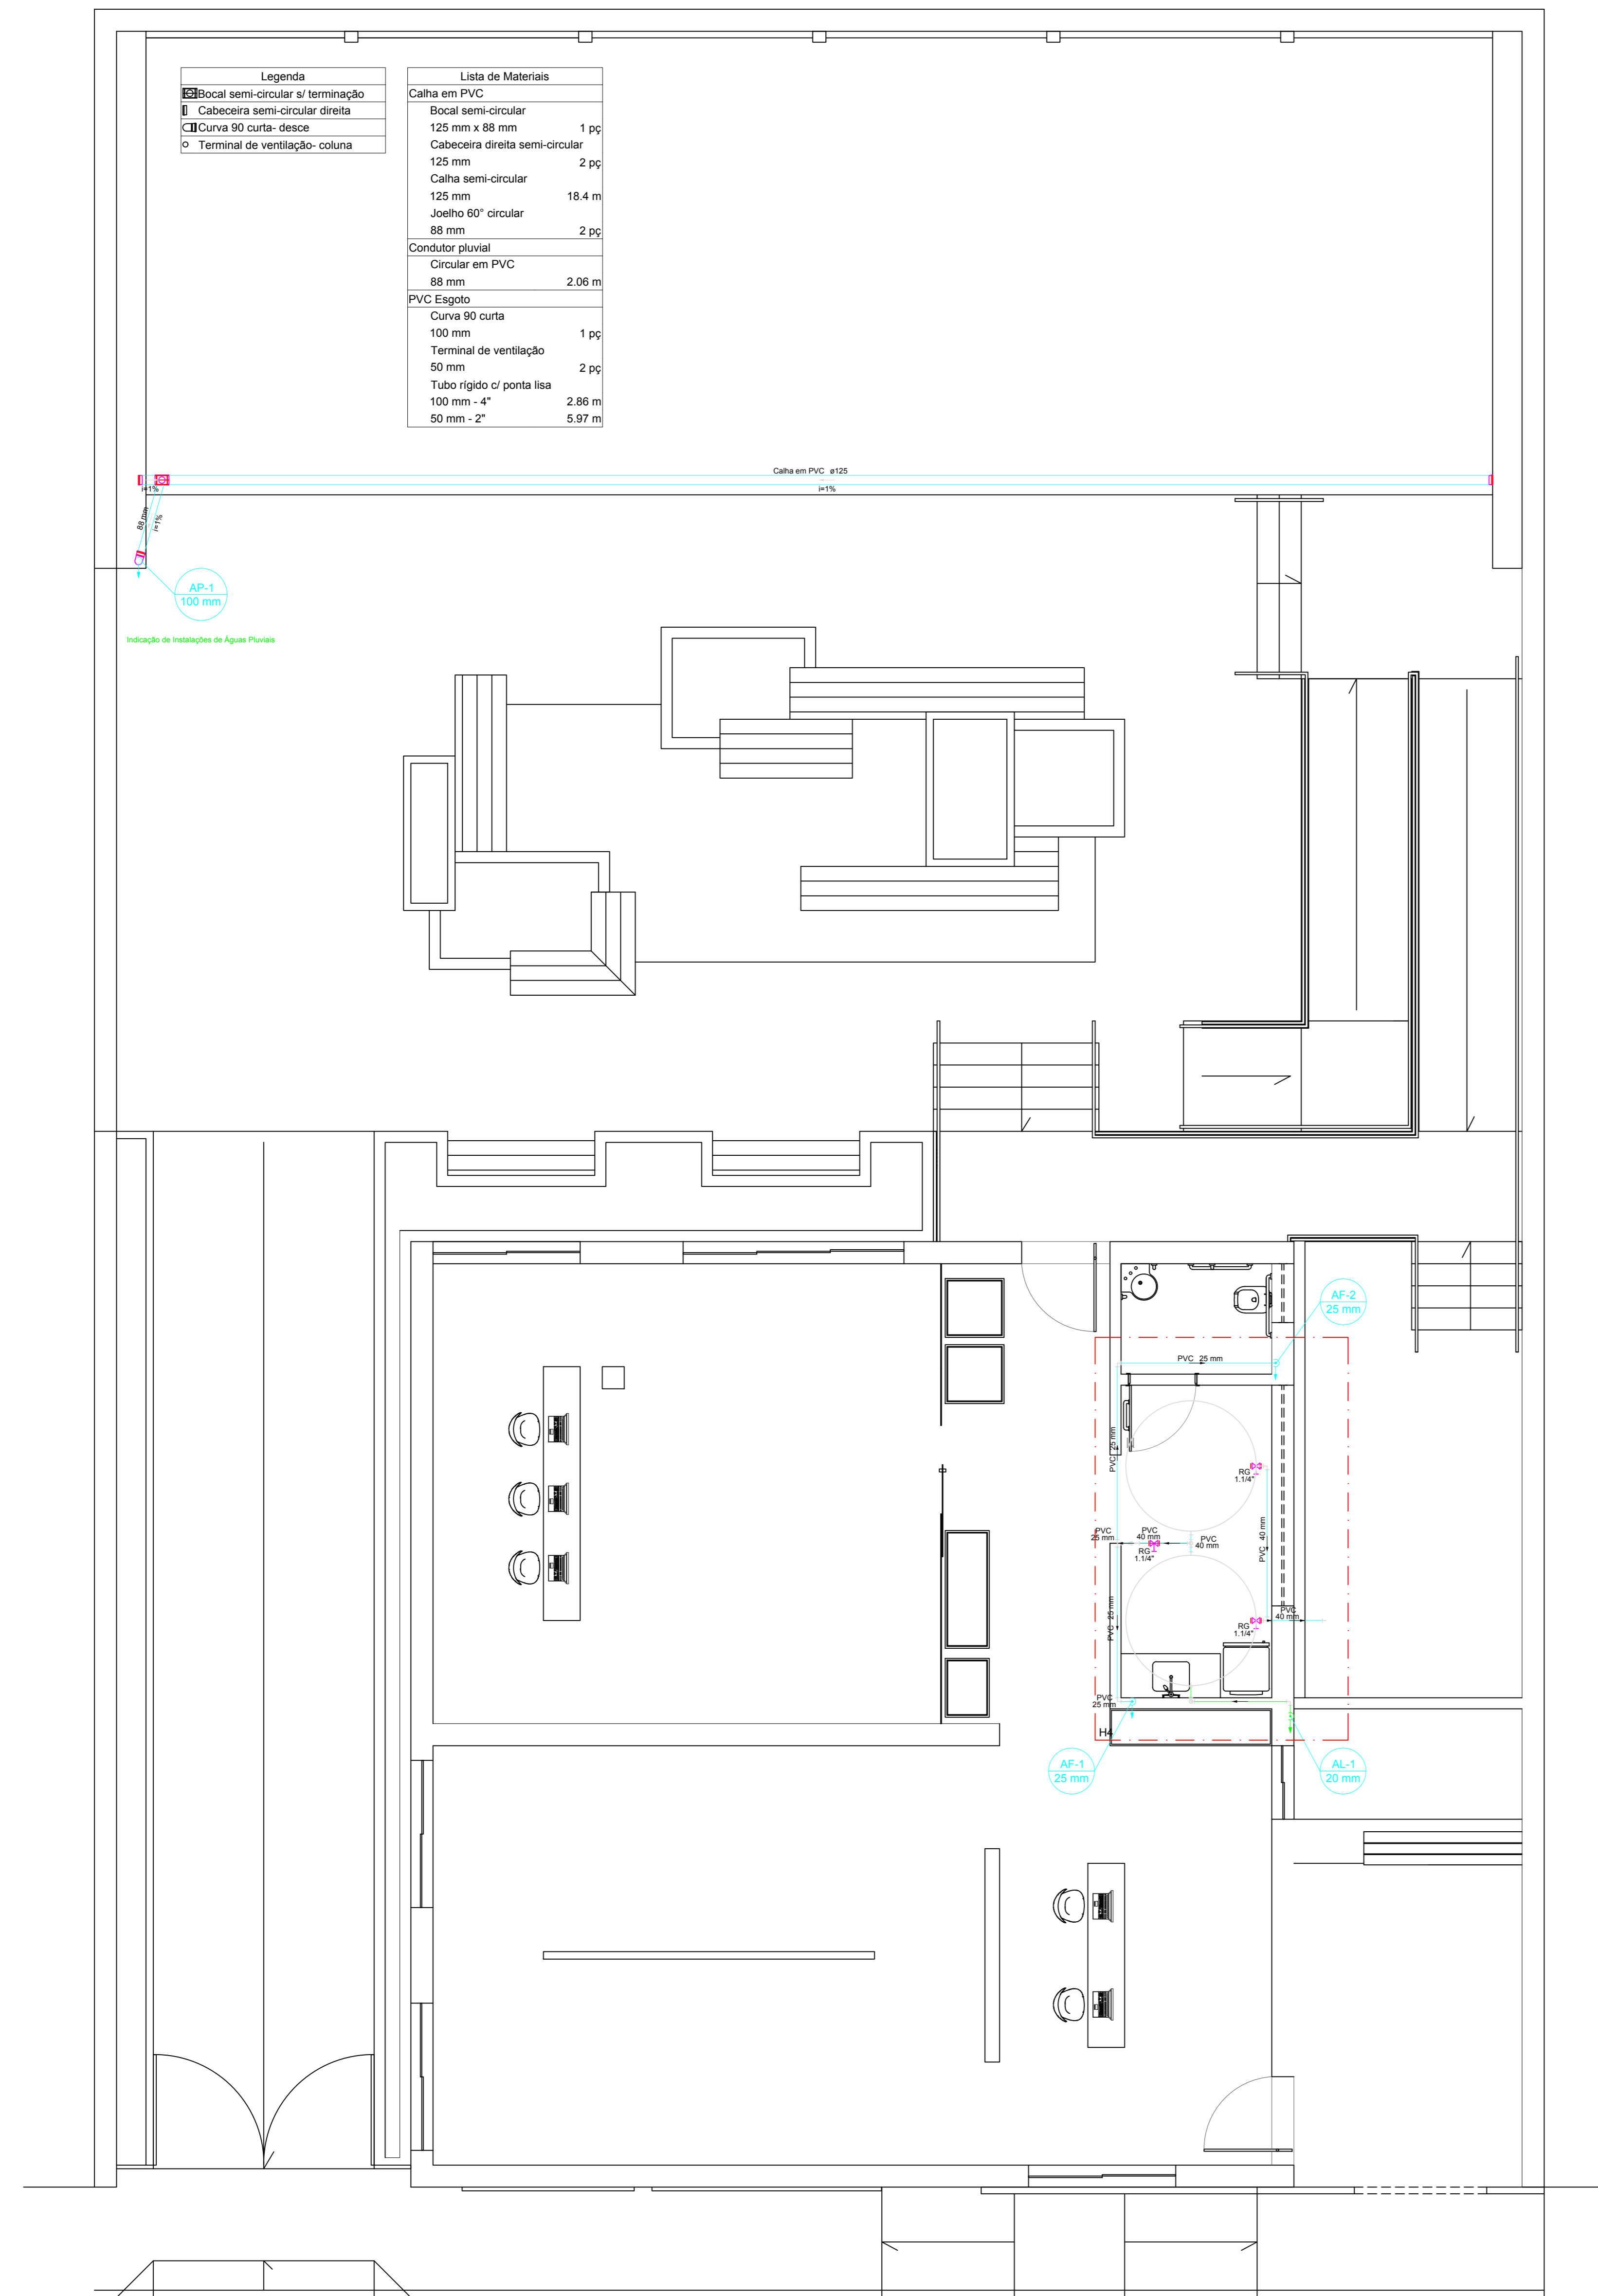 Legenda
Bocal semi-circular s/ terminação
Cabeceira semi-circular direita
Curva 90 curta- desce
Terminal de ventilação- coluna
Lista de Materiais
Calha em PVC
Bocal semi-circular
125 mm x 88 mm 1 pç
Cabeceira direita semi-circular
125 mm 2 pç
Calha semi-circular
125 mm 18.4 m
Joelho 60° circular
88 mm 2 pç
Condutor pluvial
Circular em PVC
88 mm 2.06 m
PVC Esgoto
Curva 90 curta
100 mm 1 pç
Terminal de ventilação
50 mm 2 pç
Tubo rígido c/ ponta lisa
100 mm - 4" 2.86 m
50 mm - 2" 5.97 m
Calha em PVC ø125
i=1%
i=1%
88 mm
i=1%
AP-1
100 mm
Indicação de Instalações de Águas Pluviais
AF-2
25 mm
PVC 25 mm
PVC 25 mm
RG
1.1/4"
PVC
25 mm
PVC
40 mm
RG
1.1/4"
PVC
40 mm
PVC 40 mm
PVC 25 mm
RG
1.1/4"
PVC
40 mm
PVC
25 mm
H4
AF-1
25 mm
AL-1
20 mm